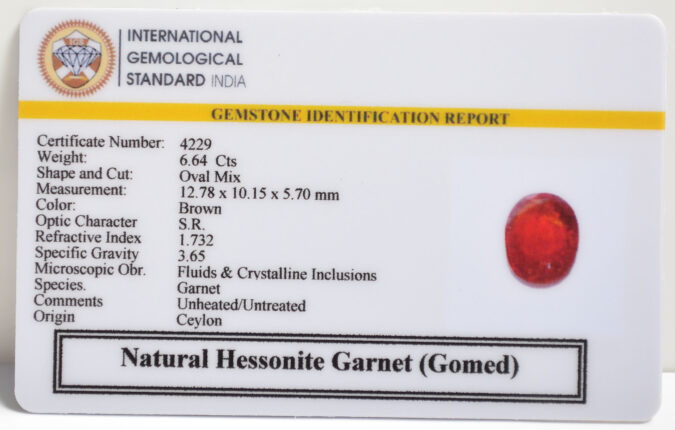 IGS
INTERNATIONAL
GEMOLOGICAL
STANDARD INDIA
GEMSTONE IDENTIFICATION REPORT
Certificate Number: 4229
Weight: 6.64 Cts
Shape and Cut: Oval Mix
Measurement: 12.78 x 10.15 x 5.70 mm
Color: Brown
Optic Character S.R.
Refractive Index 1.732
Specific Gravity 3.65
Microscopic Obr. Fluids & Crystalline Inclusions
Species. Garnet
Comments Unheated/Untreated
Origin Ceylon
Natural Hessonite Garnet (Gomed)